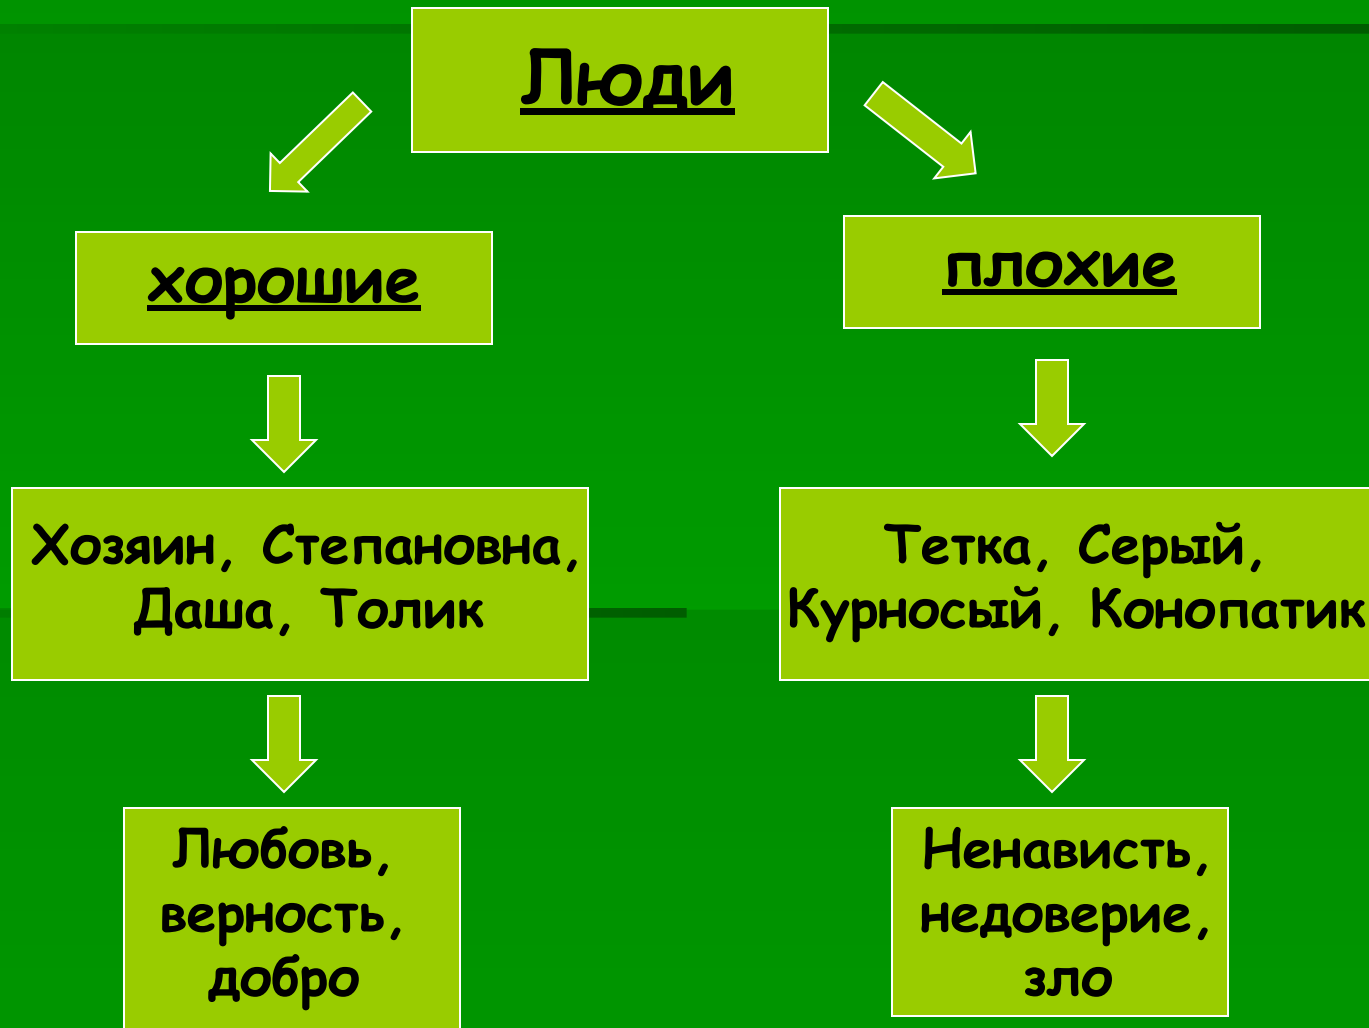 Люди
хорошие
плохие
Хозяин, Степановна,
Даша, Толик
Тетка, Серый,
Курносый, Конопатик
Любовь,
верность,
добро
Ненависть,
недоверие,
зло